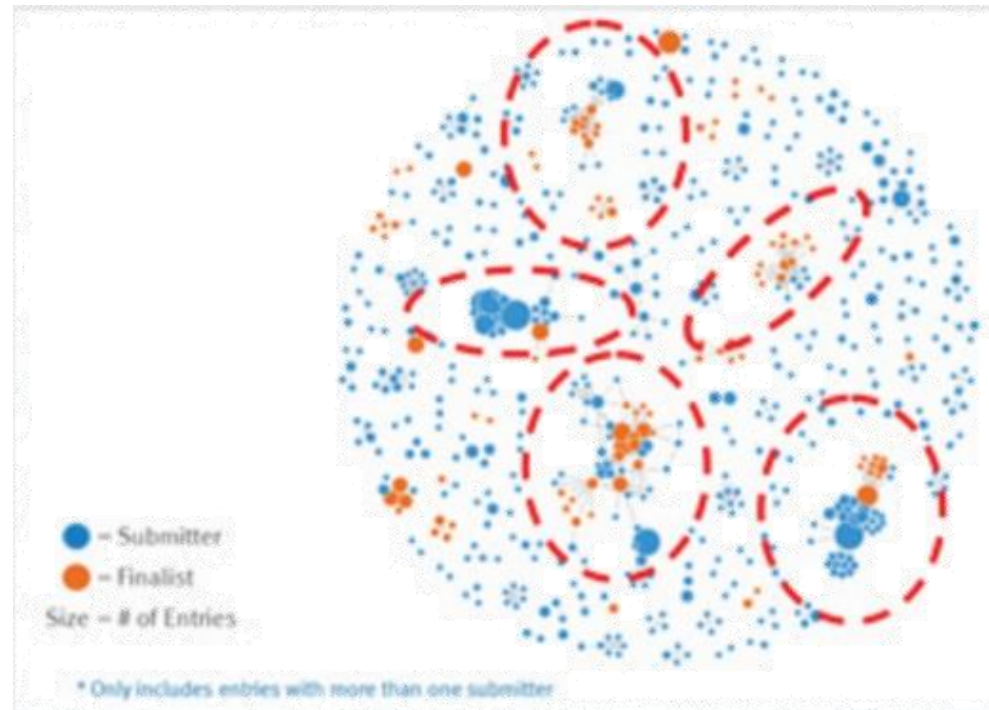 = Submitter
= Finalist
Size = # of Entries
* Only includes entries with more than one submitter